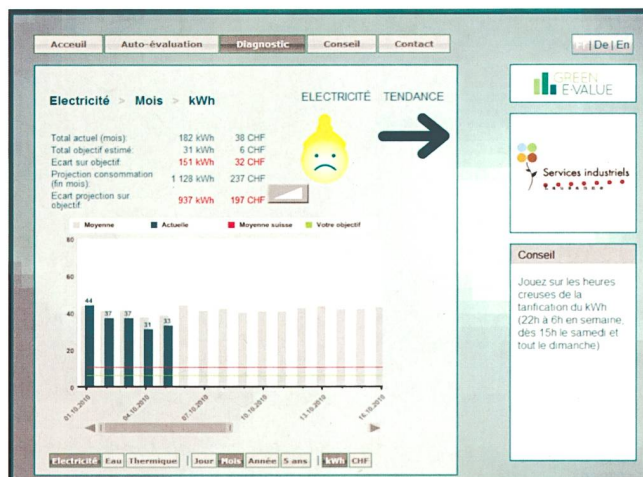 Acceuil Auto-évaluation Diagnostic Conseil Contact
Fr | De | En
Electricité > Mois > kWh
ELECTRICITÉ TENDANCE
Total actuel (mois): 182 kWh 38 CHF
Total objectif estimé: 31 kWh 6 CHF
Ecart sur objectif: 151 kWh 32 CHF
Projection consommation
(fin mois): 1 128 kWh 237 CHF
Ecart projection sur
objectif: 937 kWh 197 CHF
Moyenne Actuelle Moyenne suisse Votre objectif
80
60
40
20
0
44 37 37 31 33
01.10.2010 04.10.2010 07.10.2010 10.10.2010 13.10.2010 16.10.2010
Electricité Eau Thermique | Jour Mois Année 5 ans | kWh CHF
GREEN
E-VALUE
Services industriels
LAUSANNE
Conseil
Jouez sur les heures
creuses de la
tarification du kWh
(22h à 6h en semaine,
dès 15h le samedi et
tout le dimanche)